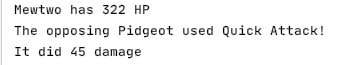 Mewtwo has 322 HP
The opposing Pidgeot used Quick Attack!
It did 45 damage